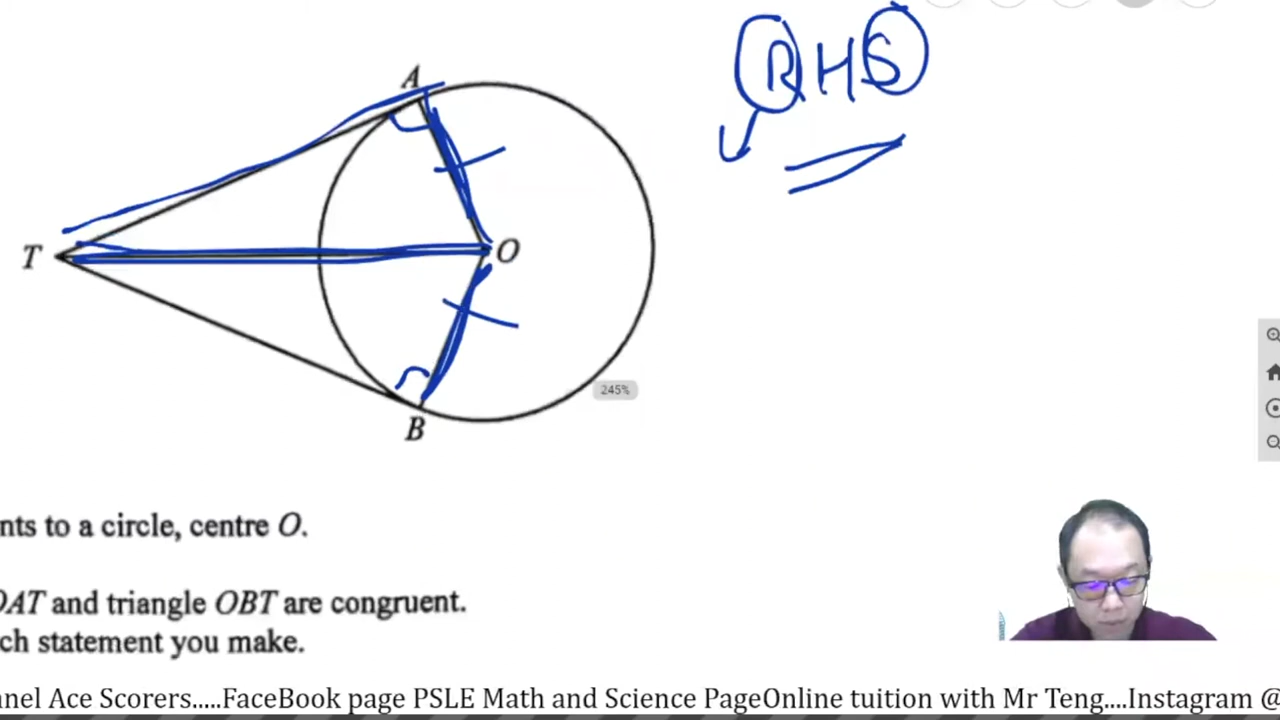 RHS
A
T
O
245%
B
nts to a circle, centre O.
OAT and triangle OBT are congruent.
ch statement you make.
nnel Ace Scorers.....FaceBook page PSLE Math and Science PageOnline tuition with Mr Teng....Instagram @